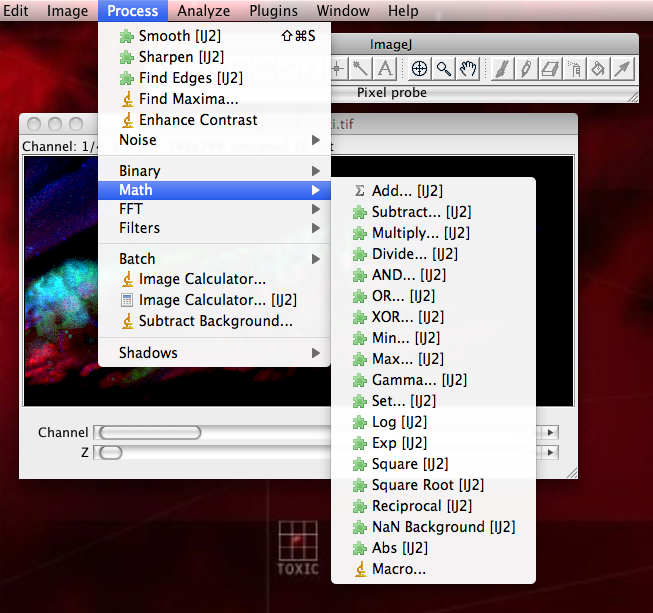 Edit Image Process Analyze Plugins Window Help
Smooth [IJ2] ⇧⌘S
Sharpen [IJ2]
Find Edges [IJ2]
Find Maxima...
Enhance Contrast
Noise
Binary
Math
FFT
Filters
Batch
Image Calculator...
Image Calculator... [IJ2]
Subtract Background...
Shadows
ImageJ
A
Pixel probe
i.tif
Channel: 1/
Add... [IJ2]
Subtract... [IJ2]
Multiply... [IJ2]
Divide... [IJ2]
AND... [IJ2]
OR... [IJ2]
XOR... [IJ2]
Min... [IJ2]
Max... [IJ2]
Gamma... [IJ2]
Set... [IJ2]
Log [IJ2]
Exp [IJ2]
Square [IJ2]
Square Root [IJ2]
Reciprocal [IJ2]
NaN Background [IJ2]
Abs [IJ2]
Macro...
Channel
Z
TOXIC